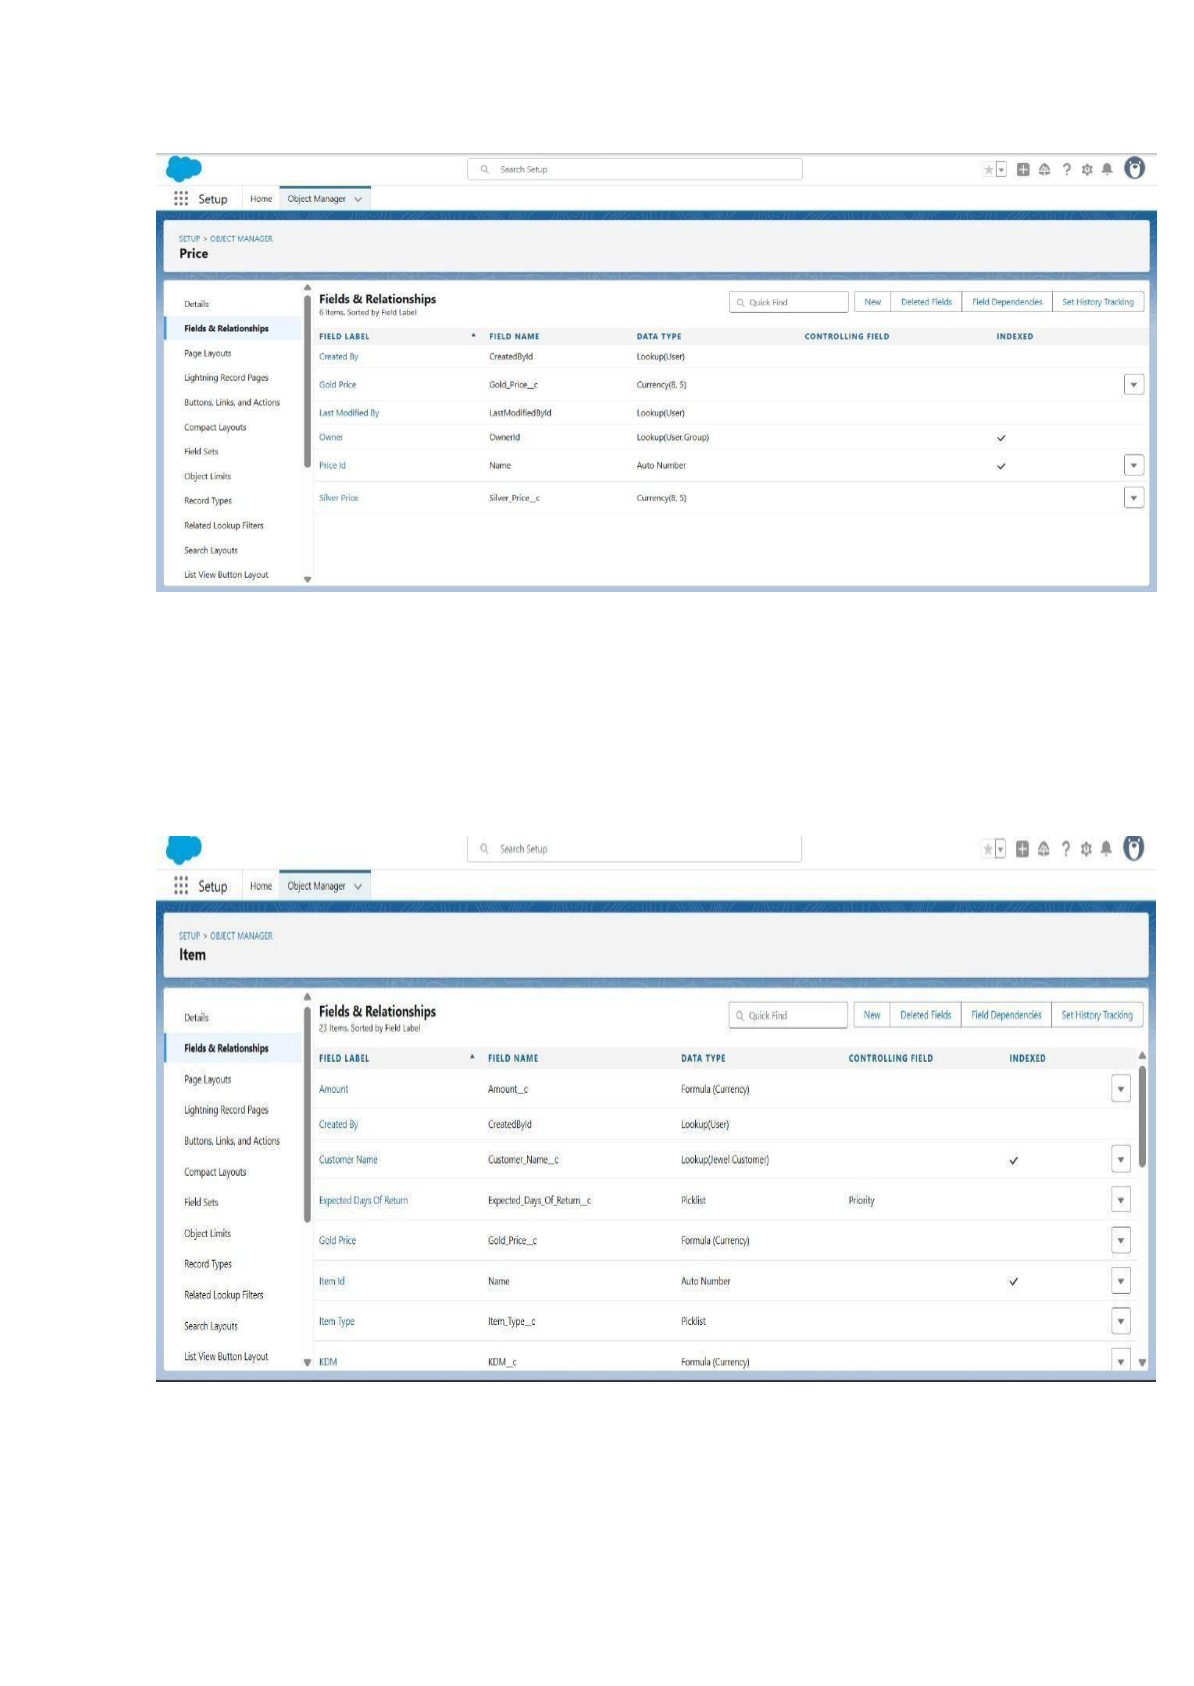 Search Setup
Setup Home Object Manager
SETUP > OBJECT MANAGER
Price
Details
Fields & Relationships
Page Layouts
Lightning Record Pages
Buttons, Links, and Actions
Compact Layouts
Field Sets
Object Limits
Record Types
Related Lookup Filters
Search Layouts
List View Button Layout
Fields & Relationships
6 Items, Sorted by Field Label
Quick Find New Deleted Fields Field Dependencies Set History Tracking
FIELD LABEL FIELD NAME DATA TYPE CONTROLLING FIELD INDEXED
Created By CreatedById Lookup(User)
Gold Price Gold_Price__c Currency(8, 5)
Last Modified By LastModifiedById Lookup(User)
Owner OwnerId Lookup(User,Group)
Price Id Name Auto Number
Silver Price Silver_Price__c Currency(8, 5)
Search Setup
Setup Home Object Manager
SETUP > OBJECT MANAGER
Item
Details
Fields & Relationships
Page Layouts
Lightning Record Pages
Buttons, Links, and Actions
Compact Layouts
Field Sets
Object Limits
Record Types
Related Lookup Filters
Search Layouts
List View Button Layout
Fields & Relationships
23 Items, Sorted by Field Label
Quick Find New Deleted Fields Field Dependencies Set History Tracking
FIELD LABEL FIELD NAME DATA TYPE CONTROLLING FIELD INDEXED
Amount Amount__c Formula (Currency)
Created By CreatedById Lookup(User)
Customer Name Customer_Name__c Lookup(Jewel Customer)
Expected Days Of Return Expected_Days_Of_Return__c Picklist Priority
Gold Price Gold_Price__c Formula (Currency)
Item Id Name Auto Number
Item Type Item_Type__c Picklist
KDM KDM__c Formula (Currency)